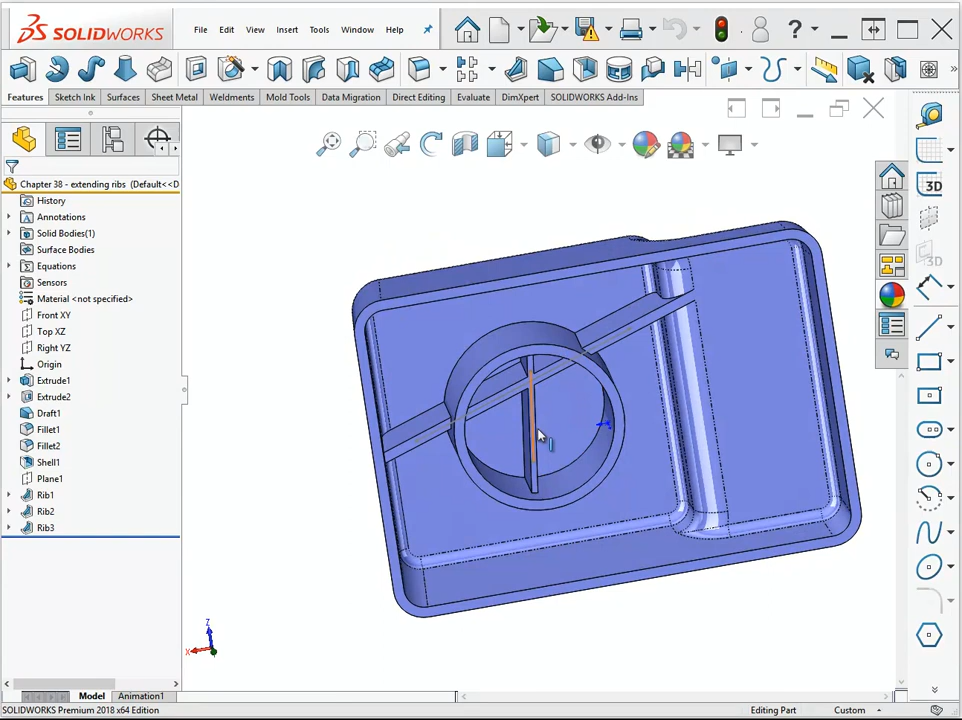 SOLIDWORKS File Edit View Insert Tools Window Help
Features Sketch Ink Surfaces Sheet Metal Weldments Mold Tools Data Migration Direct Editing Evaluate DimXpert SOLIDWORKS Add-Ins
Chapter 38 - extending ribs (Default<<D
History
Annotations
Solid Bodies(1)
Surface Bodies
Equations
Sensors
Material <not specified>
Front XY
Top XZ
Right YZ
Origin
Extrude1
Extrude2
Draft1
Fillet1
Fillet2
Shell1
Plane1
Rib1
Rib2
Rib3
3D
3D
Z
X
Model Animation1
SOLIDWORKS Premium 2018 x64 Edition Editing Part Custom